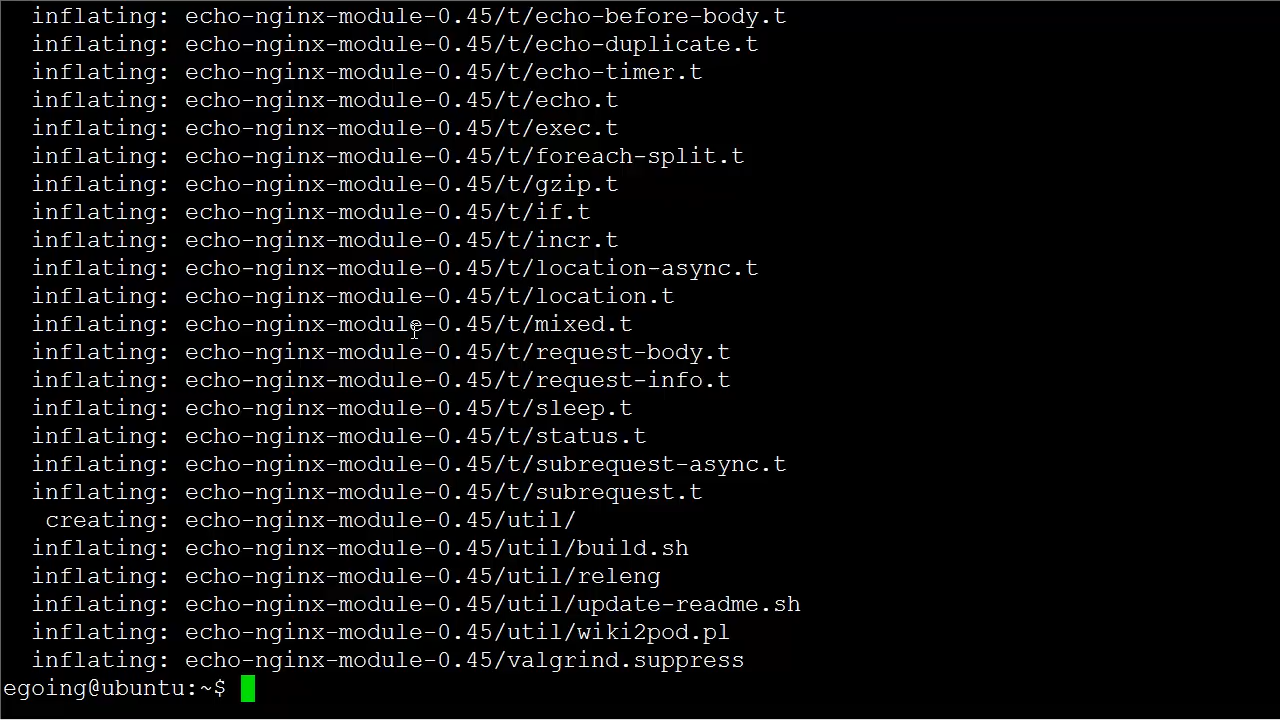 inflating: echo-nginx-module-0.45/t/echo-before-body.t
inflating: echo-nginx-module-0.45/t/echo-duplicate.t
inflating: echo-nginx-module-0.45/t/echo-timer.t
inflating: echo-nginx-module-0.45/t/echo.t
inflating: echo-nginx-module-0.45/t/exec.t
inflating: echo-nginx-module-0.45/t/foreach-split.t
inflating: echo-nginx-module-0.45/t/gzip.t
inflating: echo-nginx-module-0.45/t/if.t
inflating: echo-nginx-module-0.45/t/incr.t
inflating: echo-nginx-module-0.45/t/location-async.t
inflating: echo-nginx-module-0.45/t/location.t
inflating: echo-nginx-module-0.45/t/mixed.t
inflating: echo-nginx-module-0.45/t/request-body.t
inflating: echo-nginx-module-0.45/t/request-info.t
inflating: echo-nginx-module-0.45/t/sleep.t
inflating: echo-nginx-module-0.45/t/status.t
inflating: echo-nginx-module-0.45/t/subrequest-async.t
inflating: echo-nginx-module-0.45/t/subrequest.t
creating: echo-nginx-module-0.45/util/
inflating: echo-nginx-module-0.45/util/build.sh
inflating: echo-nginx-module-0.45/util/releng
inflating: echo-nginx-module-0.45/util/update-readme.sh
inflating: echo-nginx-module-0.45/util/wiki2pod.pl
inflating: echo-nginx-module-0.45/valgrind.suppress
egoing@ubuntu:~$